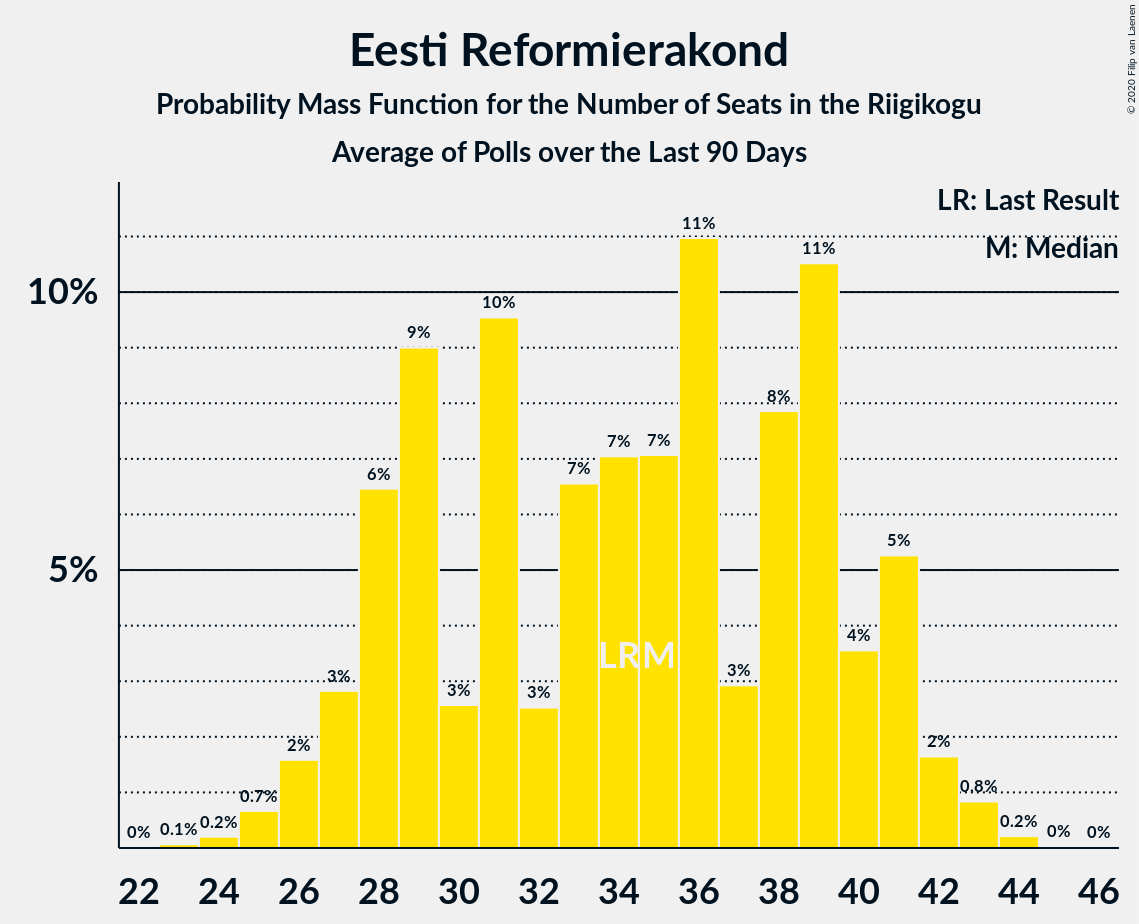 Eesti Reformierakond
Probability Mass Function for the Number of Seats in the Riigikogu
Average of Polls over the Last 90 Days
© 2020 Filip van Laenen
LR: Last Result
M: Median
10%
5%
0% 0.1% 0.2% 0.7% 2% 3% 6% 9% 3% 10% 3% 7% 7% 7% 11% 3% 8% 11% 4% 5% 2% 0.8% 0.2% 0% 0%
LR M
22 24 26 28 30 32 34 36 38 40 42 44 46